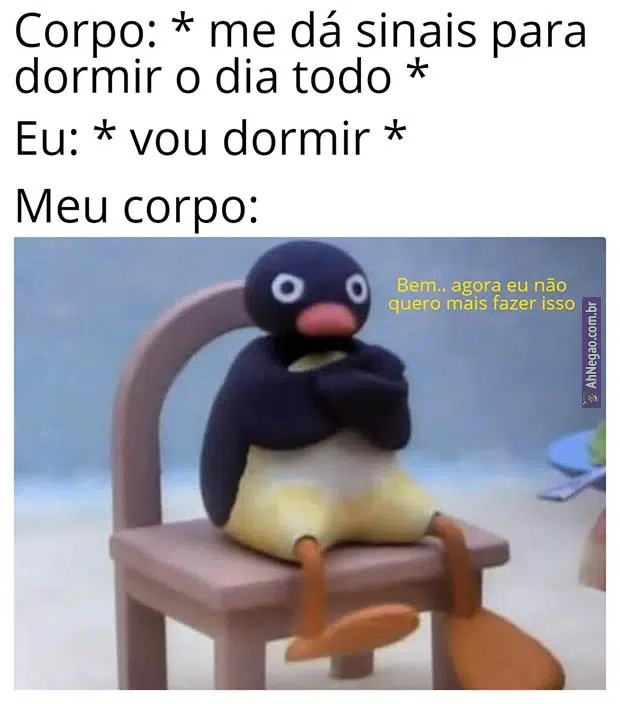 Corpo: * me dá sinais para
dormir o dia todo *
Eu: * vou dormir *
Meu corpo:
Bem.. agora eu não
quero mais fazer isso
AhNegao.com.br